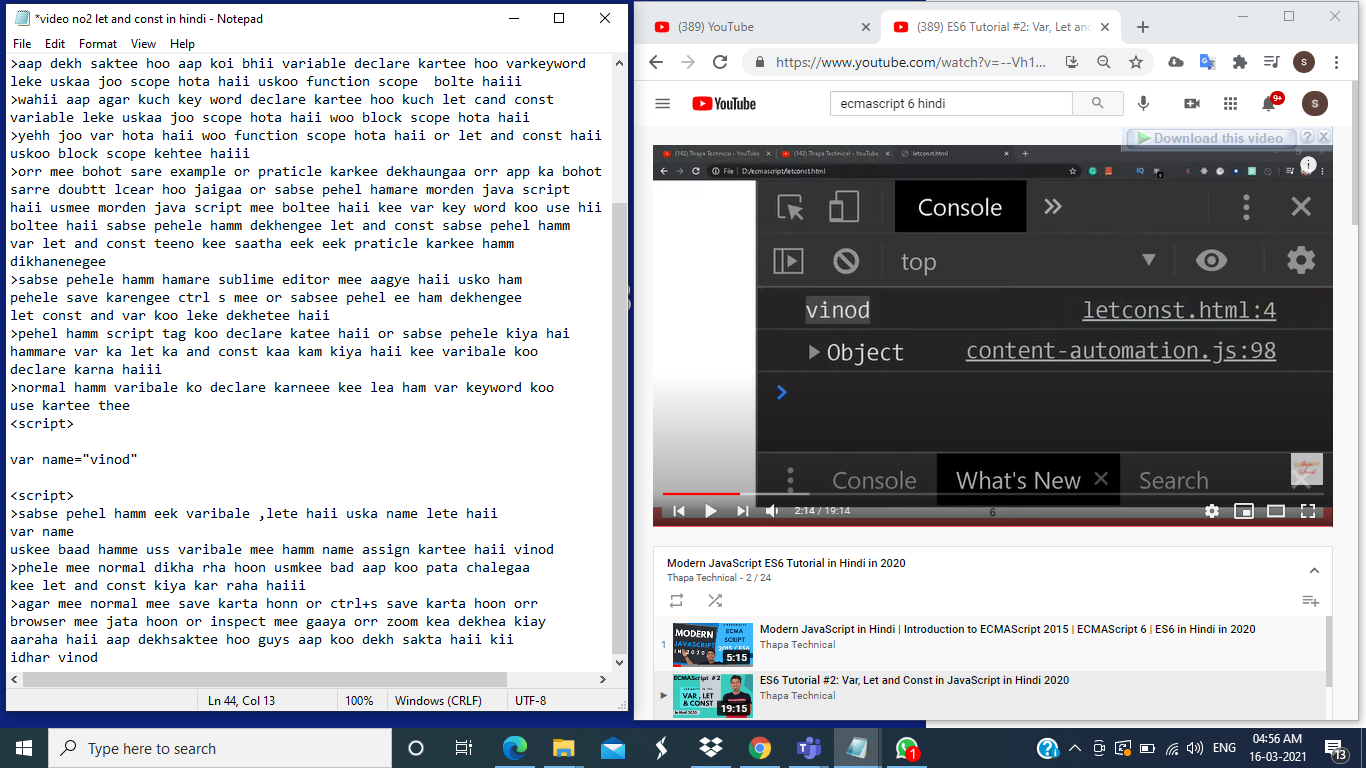 *video no2 let and const in hindi - Notepad
File Edit Format View Help
>aap dekh saktee hoo aap koi bhii variable declare kartee hoo varkeyword
leke uskaa joo scope hota haii uskoo function scope  bolte haiii
>wahii aap agar kuch key word declare kartee hoo kuch let cand const
variable leke uskaa joo scope hota haii woo block scope hota haii
>yehh joo var hota haii woo function scope hota haii or let and const haii
uskoo block scope kehtee haiii
>orr mee bohot sare example or praticle karkee dekhaungaa orr app ka bohot
sarre doubtt lcear hoo jaigaa or sabse pehel hamare morden java script
haii usmee morden java script mee boltee haii kee var key word koo use hii
boltee haii sabse pehele hamm dekhengee let and const sabse pehel hamm
var let and const teeno kee saatha eek eek praticle karkee hamm
dikhanenegee
>sabse pehele hamm hamare sublime editor mee aagye haii usko ham
pehele save karengee ctrl s mee or sabsee pehel ee ham dekhengee
let const and var koo leke dekhetee haii
>pehel hamm script tag koo declare katee haii or sabse pehele kiya hai
hammare var ka let ka and const kaa kam kiya haii kee varibale koo
declare karna haiii
>normal hamm varibale ko declare karneee kee lea ham var keyword koo
use kartee thee
<script>
var name="vinod"
<script>
>sabse pehel hamm eek varibale ,lete haii uska name lete haii
var name
uskee baad hamme uss varibale mee hamm name assign kartee haii vinod
>phele mee normal dikha rha hoon usmkee bad aap koo pata chalegaa
kee let and const kiya kar raha haiii
>agar mee normal mee save karta honn or ctrl+s save karta hoon orr
browser mee jata hoon or inspect mee gaaya orr zoom kea dekhea kiay
aaraha haii aap dekhsaktee hoo guys aap koo dekh sakta haii kii
idhar vinod
Ln 44, Col 13 100% Windows (CRLF) UTF-8
(389) YouTube
(389) ES6 Tutorial #2: Var, Let and
https://www.youtube.com/watch?v=--Vh1...
S
YouTube
ecmascript 6 hindi
9+
S
Download this video ? X
(142) Thapa Technical - YouTube (142) Thapa Technical - YouTube letconst.html
File D:/ecmascript/letconst.html
Console
top
vinod letconst.html:4
Object content-automation.js:98
Console What's New Search
2:14 / 19:14
6
Modern JavaScript ES6 Tutorial in Hindi in 2020
Thapa Technical - 2 / 24
1
MODERN JAVASCRIPT
IN 2020
ECMA SCRIPT 2015 / ES6
5:15
Modern JavaScript in Hindi | Introduction to ECMAScript 2015 | ECMAScript 6 | ES6 in Hindi in 2020
Thapa Technical
ECMAScript #2
VAR, LET & CONST
In Hindi 2020
19:15
ES6 Tutorial #2: Var, Let and Const in JavaScript in Hindi 2020
Thapa Technical
Type here to search
1
ENG
04:56 AM
16-03-2021
13